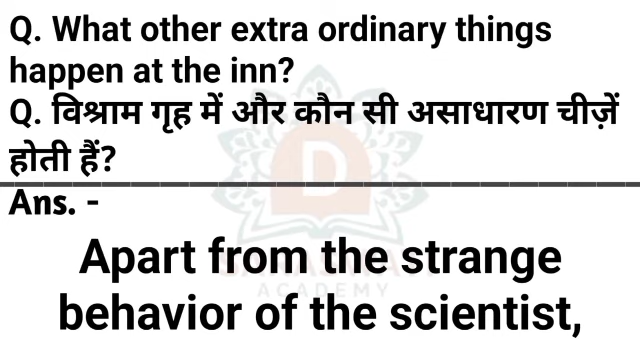 Q. What other extra ordinary things
happen at the inn?
Q. विश्राम गृह में और कौन सी असाधारण चीज़ें
होती हैं?
Ans. -
D
Apart from the strange
ACADEMY
behavior of the scientist,